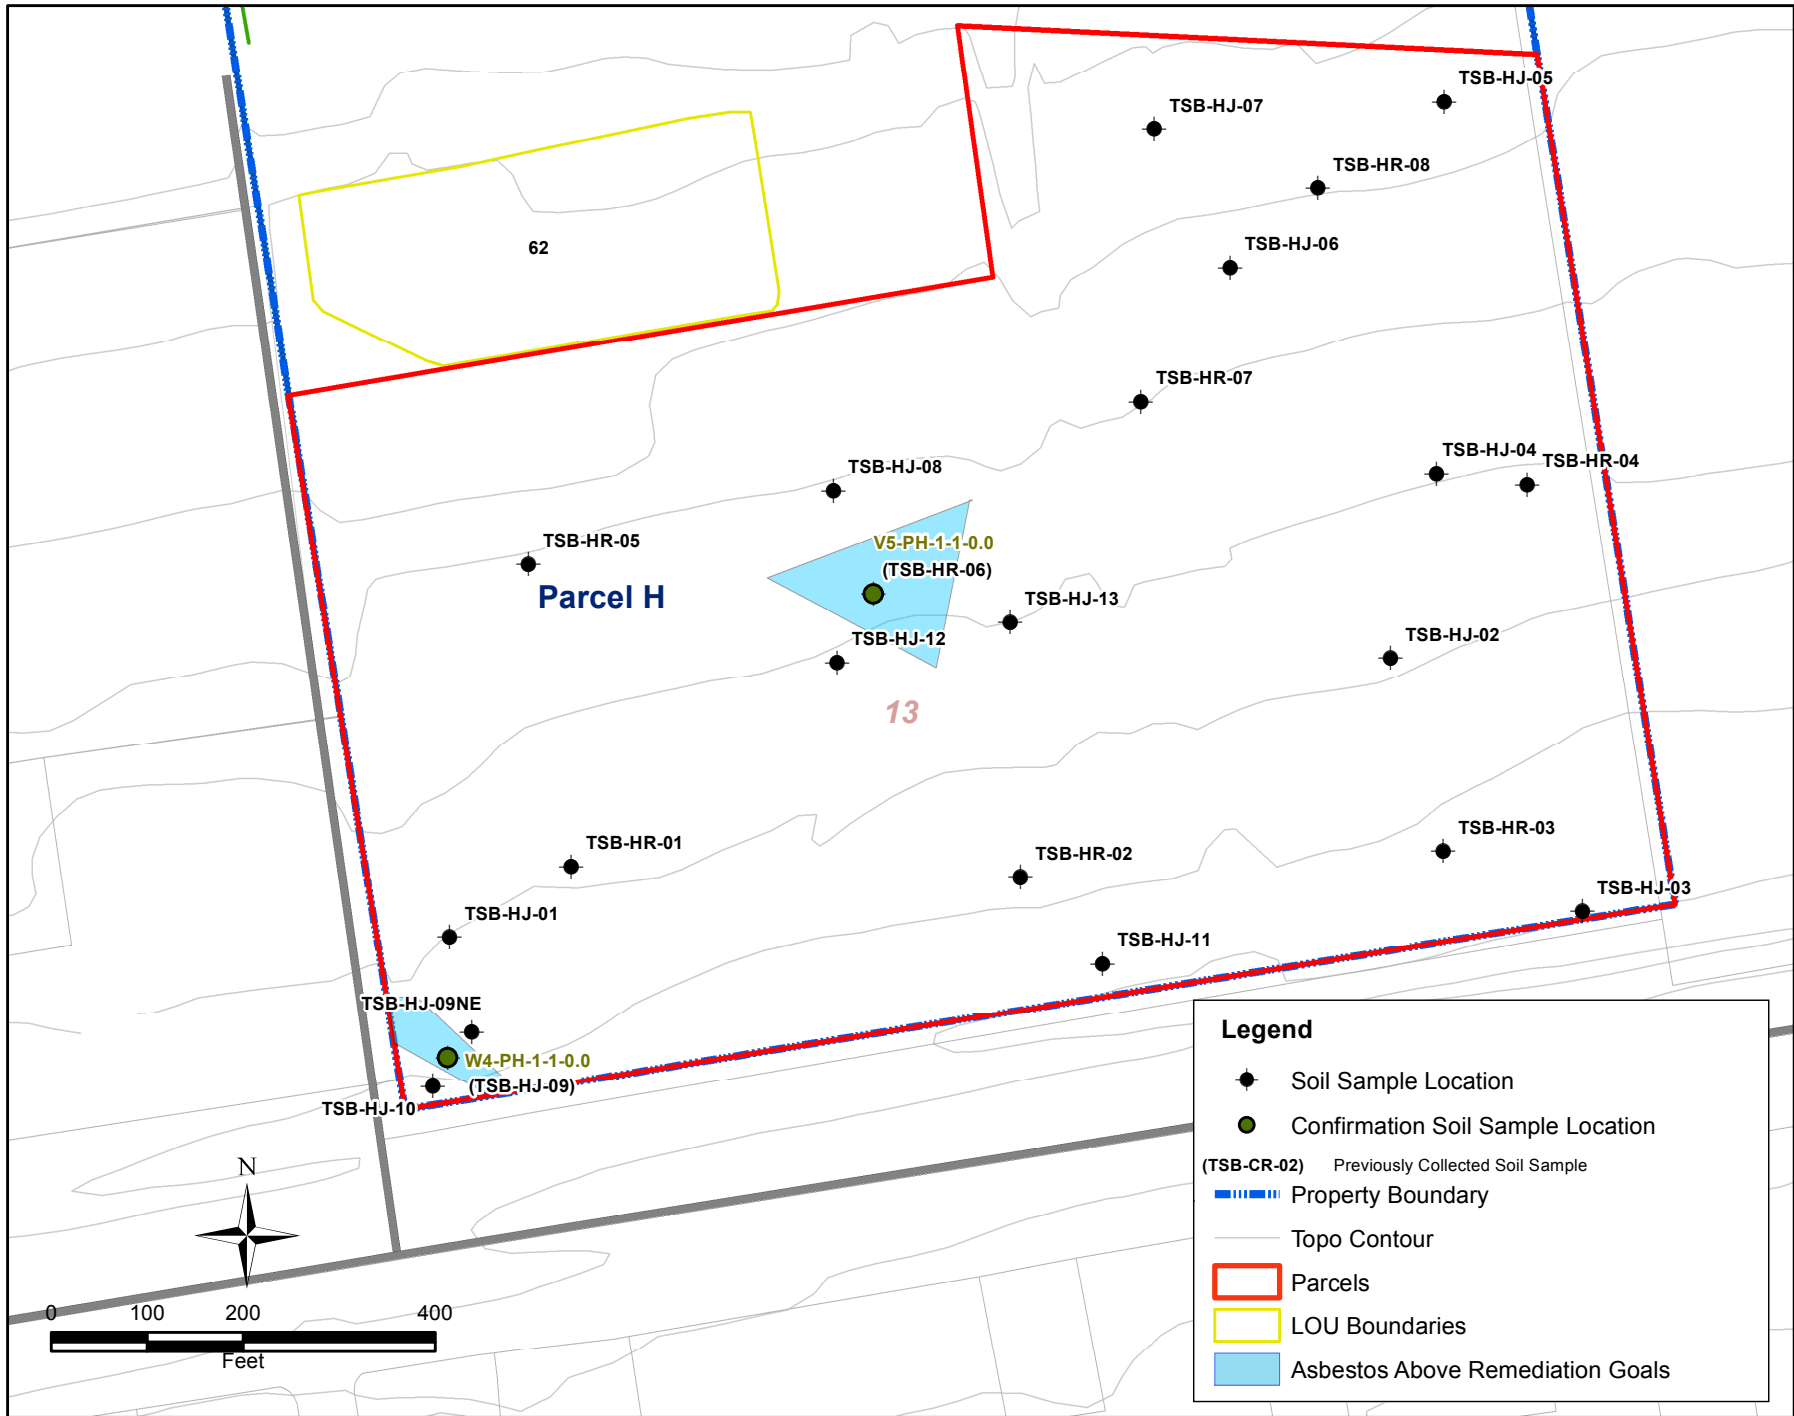 TSB-HJ-05
TSB-HJ-07
TSB-HR-08
TSB-HJ-06
62
TSB-HR-07
TSB-HJ-04
TSB-HR-04
TSB-HJ-08
TSB-HR-05
V5-PH-1-1-0.0
(TSB-HR-06)
Parcel H
TSB-HJ-13
TSB-HJ-12
TSB-HJ-02
13
TSB-HR-01
TSB-HR-02
TSB-HR-03
TSB-HJ-03
TSB-HJ-01
TSB-HJ-11
TSB-HJ-09NE
W4-PH-1-1-0.0
(TSB-HJ-09)
TSB-HJ-10
N
0 100 200 400
Feet
Legend
Soil Sample Location
Confirmation Soil Sample Location
(TSB-CR-02) Previously Collected Soil Sample
Property Boundary
Topo Contour
Parcels
LOU Boundaries
Asbestos Above Remediation Goals